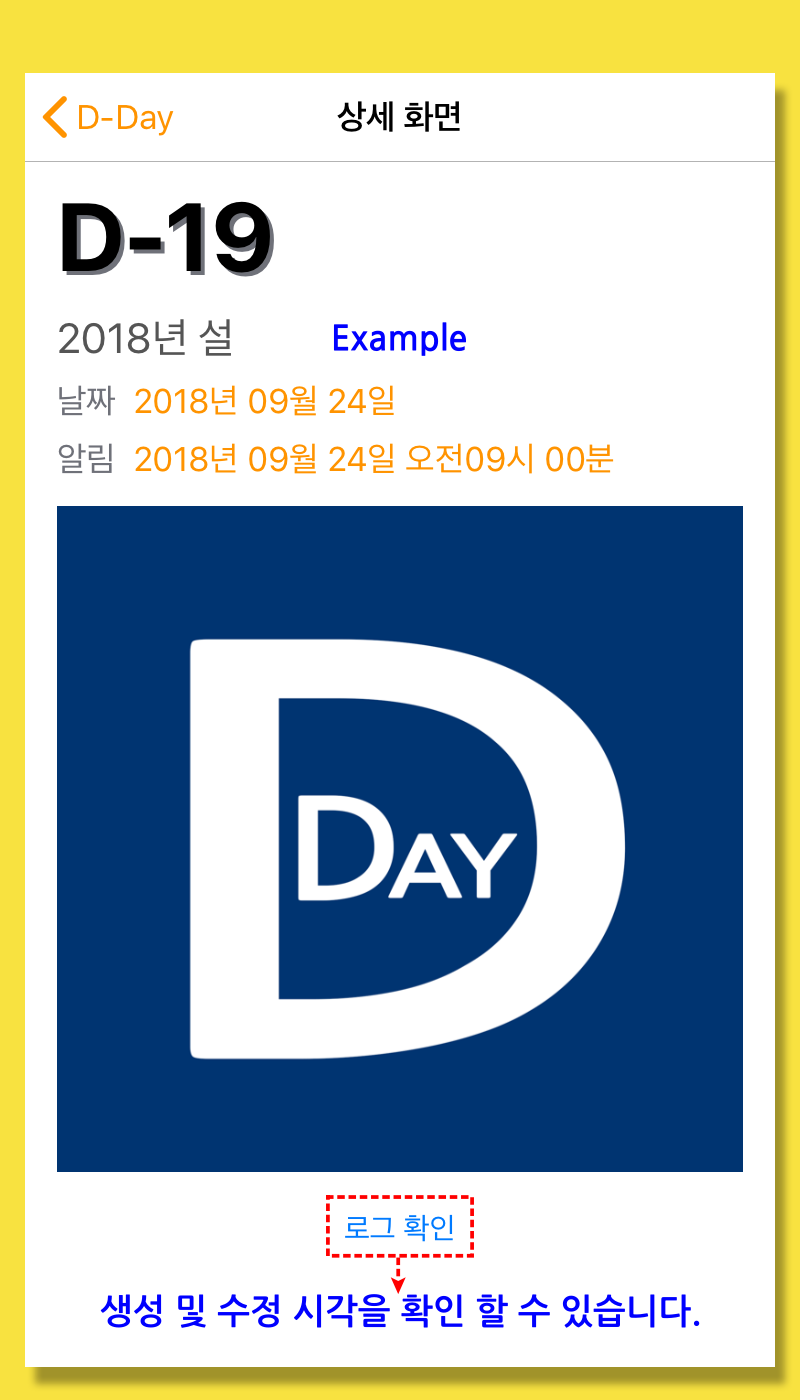 D-Day
상세 화면
D-19
2018년 설
Example
날짜 2018년 09월 24일
알림 2018년 09월 24일 오전09시 00분
D
DAY
로그 확인
생성 및 수정 시각을 확인 할 수 있습니다.